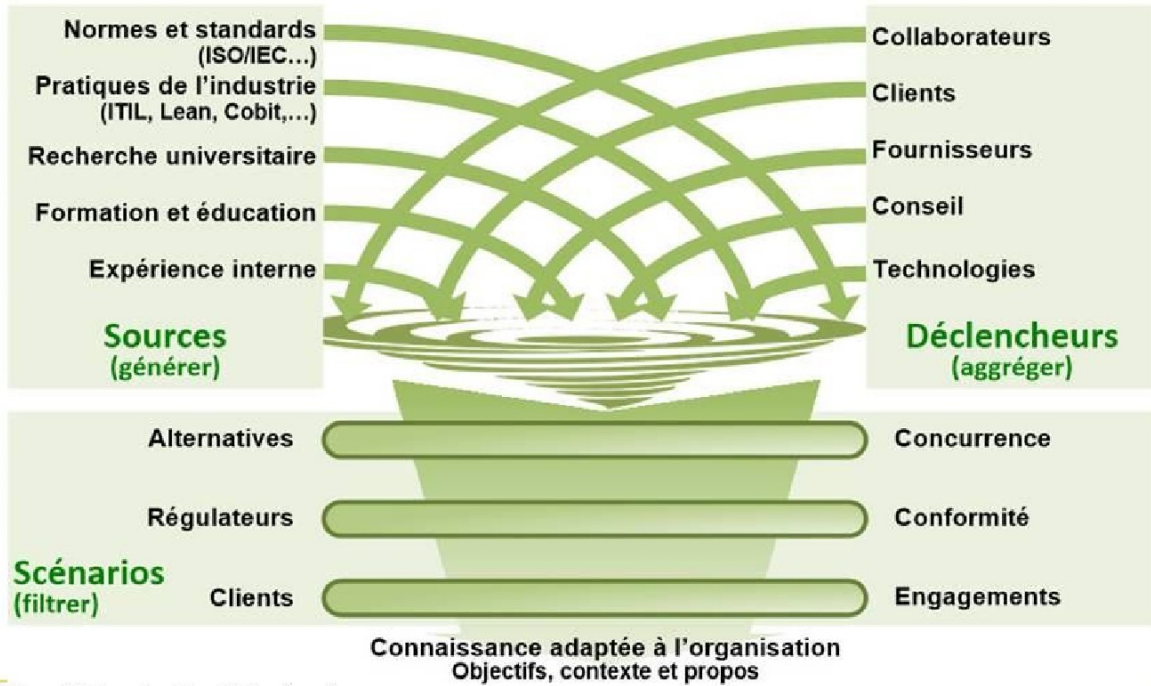 Normes et standards
(ISO/IEC...)
Pratiques de l'industrie
(ITIL, Lean, Cobit,...)
Recherche universitaire
Formation et éducation
Expérience interne
Sources
(générer)
Collaborateurs
Clients
Fournisseurs
Conseil
Technologies
Déclencheurs
(aggréger)
Alternatives
Concurrence
Régulateurs
Conformité
Scénarios
(filtrer)
Clients
Engagements
Connaissance adaptée à l'organisation
Objectifs, contexte et propos